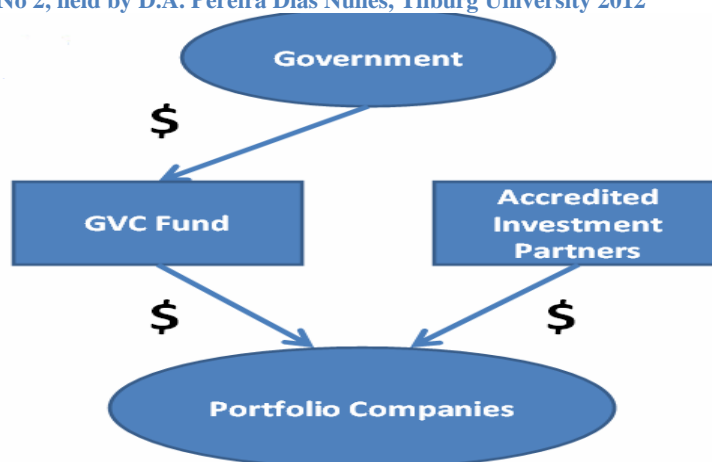 No 2, held by D.A. Pereira Dias Nunes, Tilburg University 2012
Government
$
GVC Fund
Accredited
Investment
Partners
$
$
Portfolio Companies